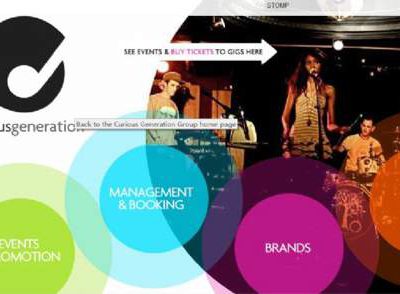 STOMP
SEE EVENTS & BUY TICKETS TO GIGS HERE
usgeneration
Back to the Curious Generation Group home page
MANAGEMENT
& BOOKING
EVENTS
ROMOTION
BRANDS